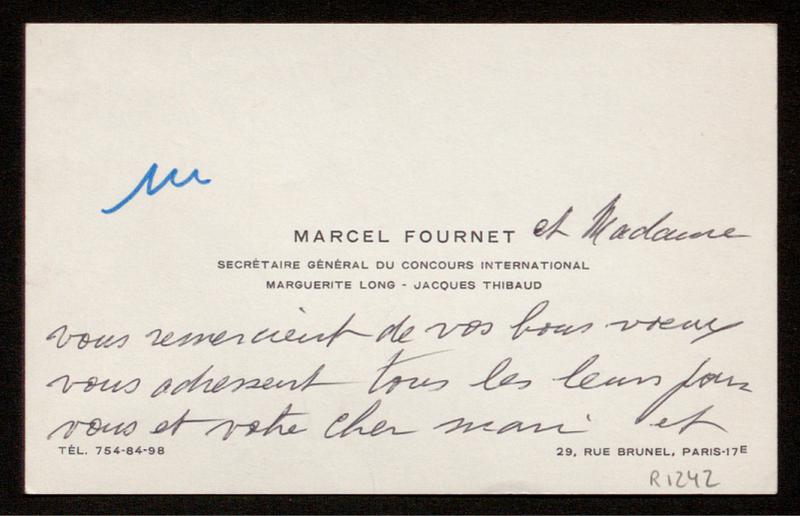 MARCEL FOURNET et Madame
SECRÉTAIRE GÉNÉRAL DU CONCOURS INTERNATIONAL
MARGUERITE LONG - JACQUES THIBAUD
vous remercient de vos bons voeux
vous adressent tous les leurs pour
vous et votre cher mari et
TÉL. 754-84-98
29, RUE BRUNEL, PARIS-17E
R1242